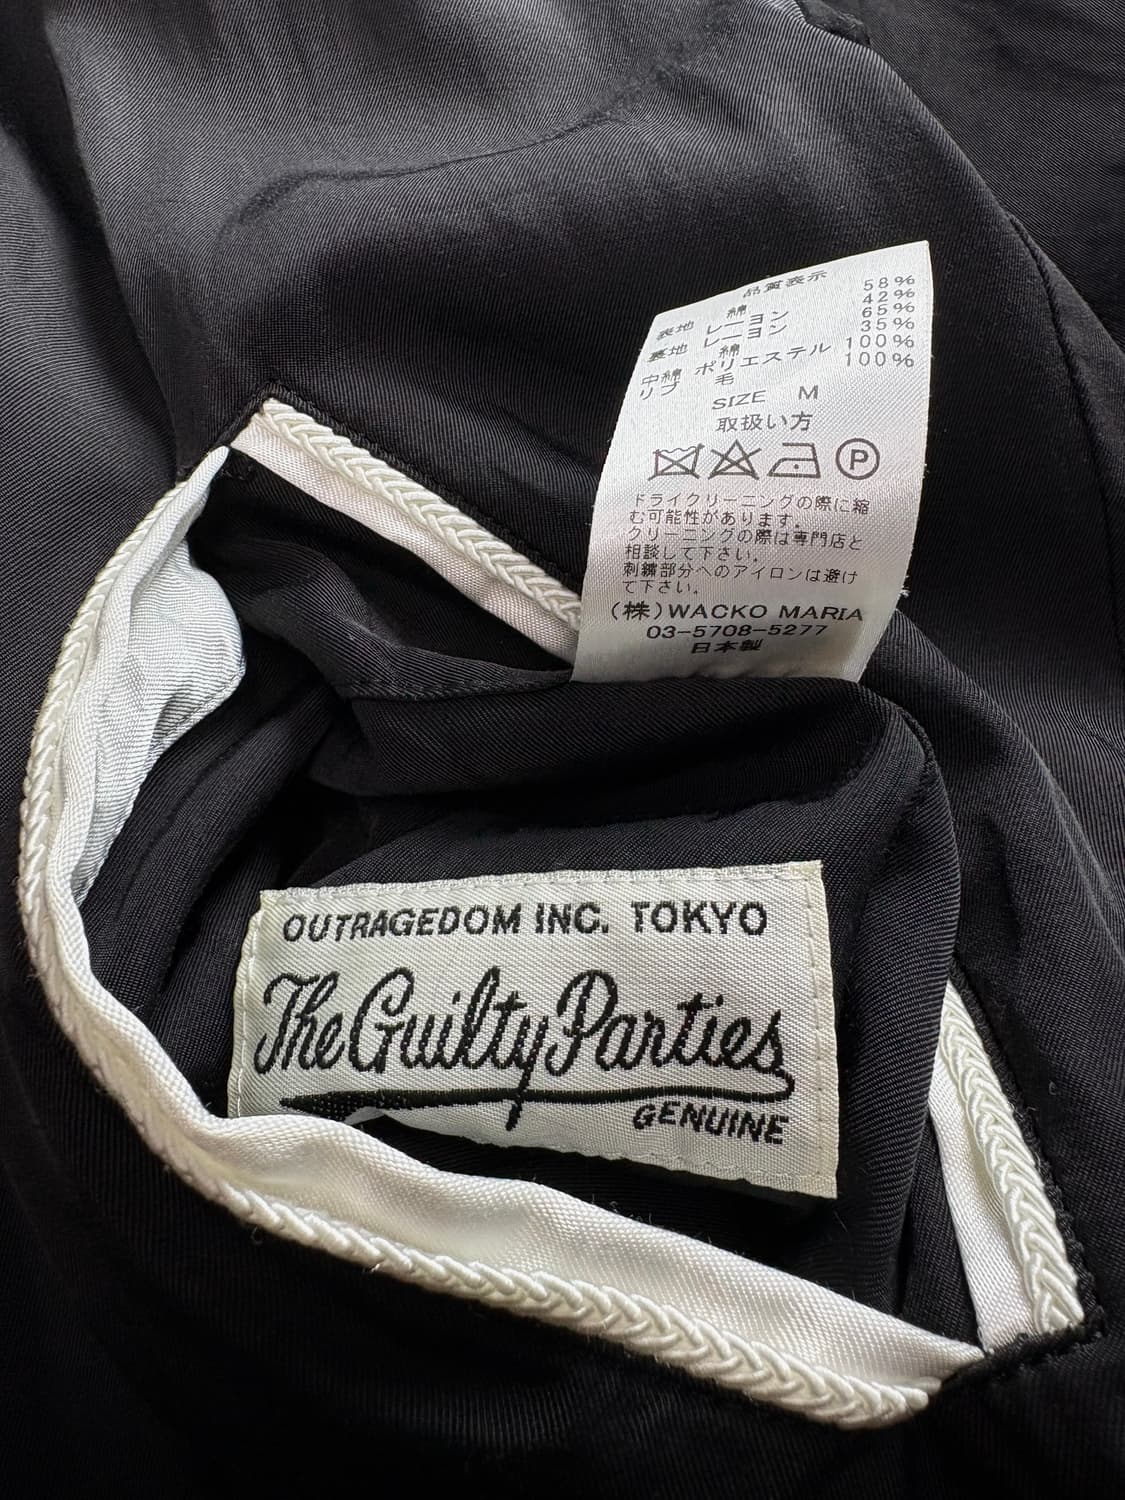 品質表示
表地 綿 58%
レーヨン 42%
裏地 レーヨン 65%
綿 35%
中綿 ポリエステル 100%
リブ 毛 100%
SIZE M
取扱い方
P
ドライクリーニングの際に縮
む可能性があります。
クリーニングの際は専門店と
相談して下さい。
刺繍部分へのアイロンは避け
て下さい。
(株)WACKO MARIA
03-5708-5277
日本製
OUTRAGEDOM INC. TOKYO
The Guilty Parties
GENUINE